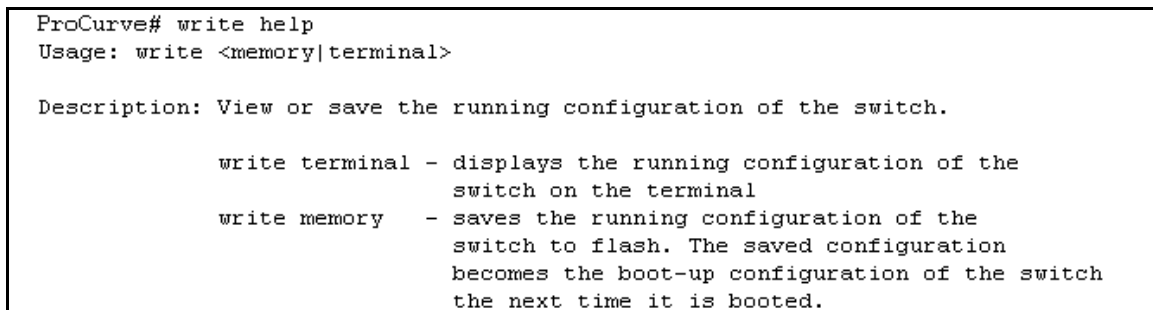 ProCurve# write help
Usage: write <memory|terminal>
Description: View or save the running configuration of the switch.
write terminal - displays the running configuration of the
switch on the terminal
write memory - saves the running configuration of the
switch to flash. The saved configuration
becomes the boot-up configuration of the switch
the next time it is booted.